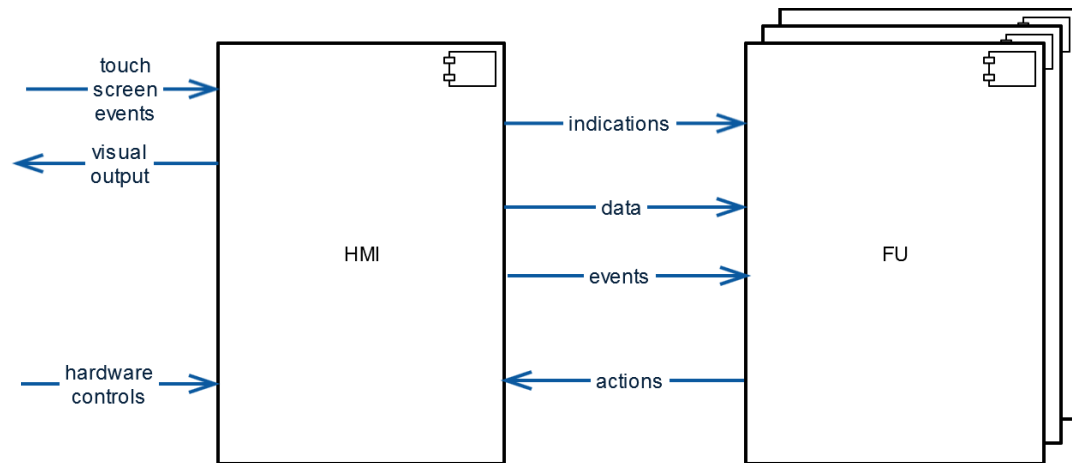 touch
screen
events
visual
output
hardware
controls
HMI
indications
data
events
actions
FU